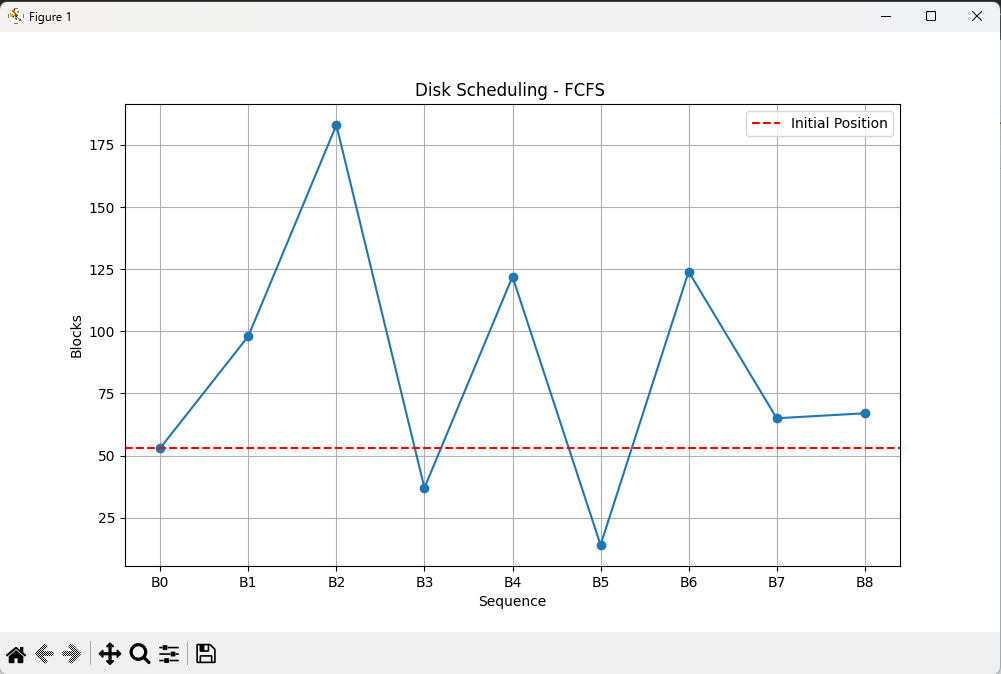 Figure 1
Disk Scheduling - FCFS
Initial Position
175
150
125
100
75
50
25
Blocks
B0 B1 B2 B3 B4 B5 B6 B7 B8
Sequence